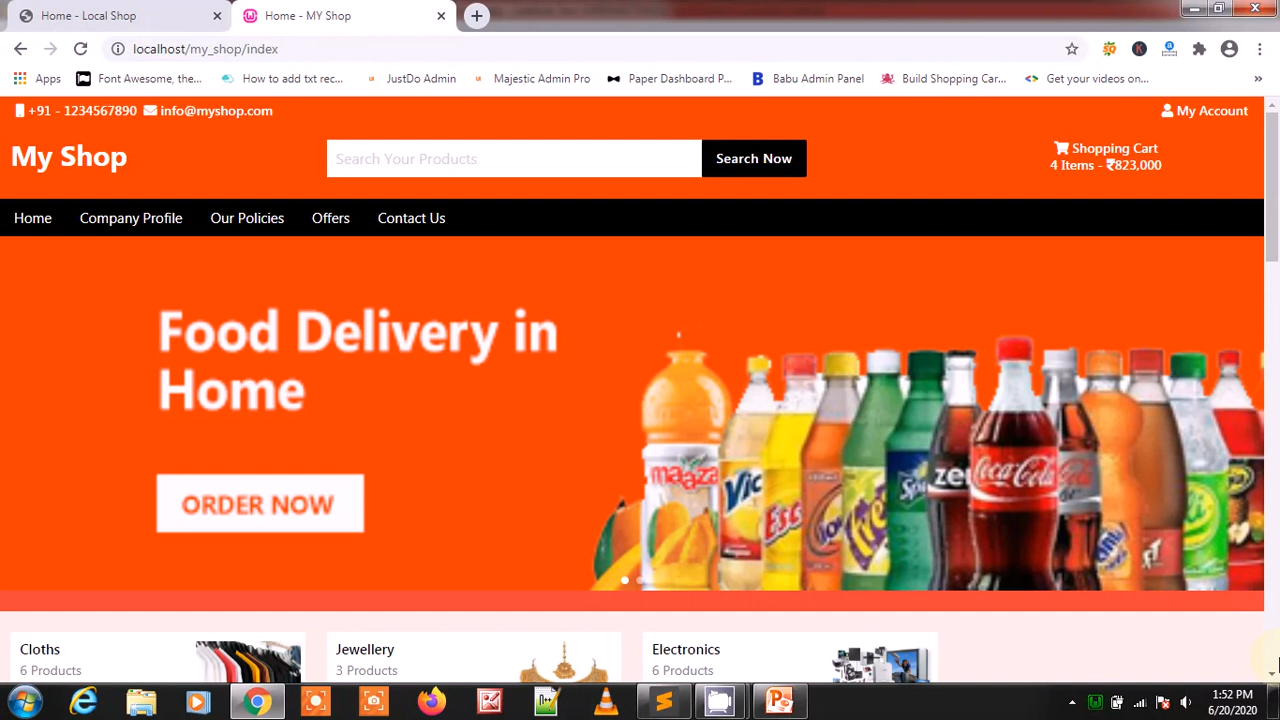 Home - Local Shop
Home - MY Shop
localhost/my_shop/index
Apps
Font Awesome, the...
How to add txt rec...
JustDo Admin
Majestic Admin Pro
Paper Dashboard P...
Babu Admin Panel
Build Shopping Car...
Get your videos on...
+91 - 1234567890 info@myshop.com
My Account
My Shop
Search Your Products
Search Now
Shopping Cart
4 Items - ₹823,000
Home
Company Profile
Our Policies
Offers
Contact Us
Food Delivery in
Home
ORDER NOW
maaza
zero
Coca-Cola
Cloths
6 Products
Jewellery
3 Products
Electronics
6 Products
1:52 PM
6/20/2020